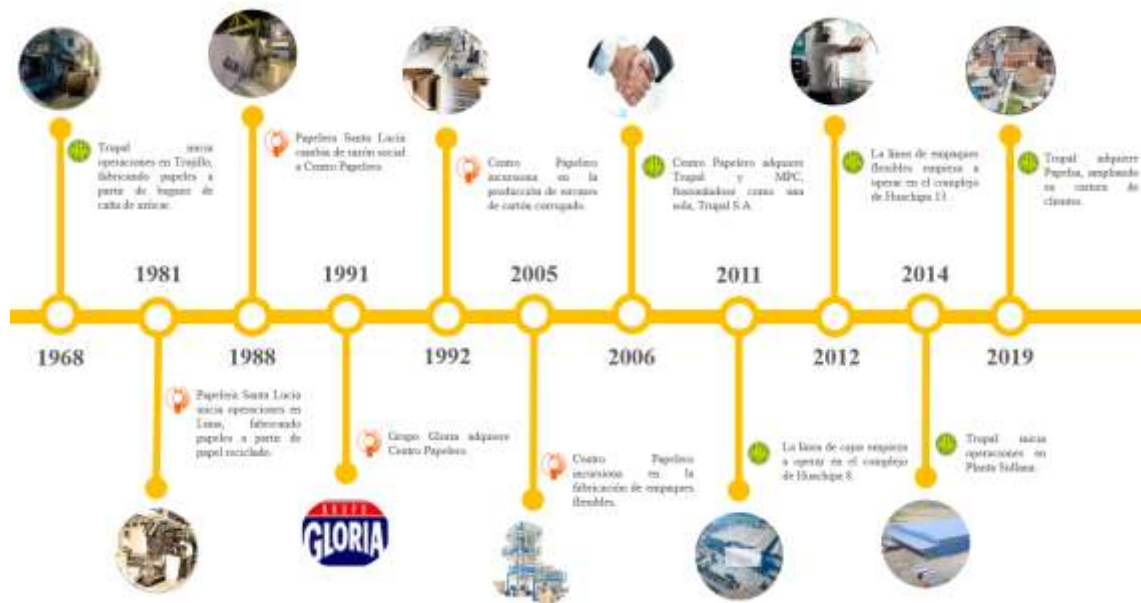 Trupal inicia
operaciones en Trujillo,
fabricando papeles a
partir de bagazo de
caña de azúcar.
Papelera Santa Lucia
cambia de razón social
a Centro Papelero
Centro Papelero
incursiona en la
producción de envases
de cartón corrugado.
Centro Papelero adquiere
Trupal y MPC,
fusionándose como una
sola, Trupal S.A.
La línea de empaques
flexibles empieza a
operar en el complejo
de Huachipa 13.
Trupal adquiere
Papelsa, ampliando
su cartera de
clientes.
1981
1991
2005
2011
2014
1968
1988
1992
2006
2012
2019
Papelera Santa Lucia
inicia operaciones en
Lima, fabricando
papeles a partir de
papel reciclado.
Grupo Gloria adquiere
Centro Papelero
Centro Papelero
incursiona en la
fabricación de empaques
flexibles.
La línea de cajas empieza
a operar en el complejo
de Huachipa 8.
Trupal inicia
operaciones en
Planta Sullana.
GRUPO
GLORIA